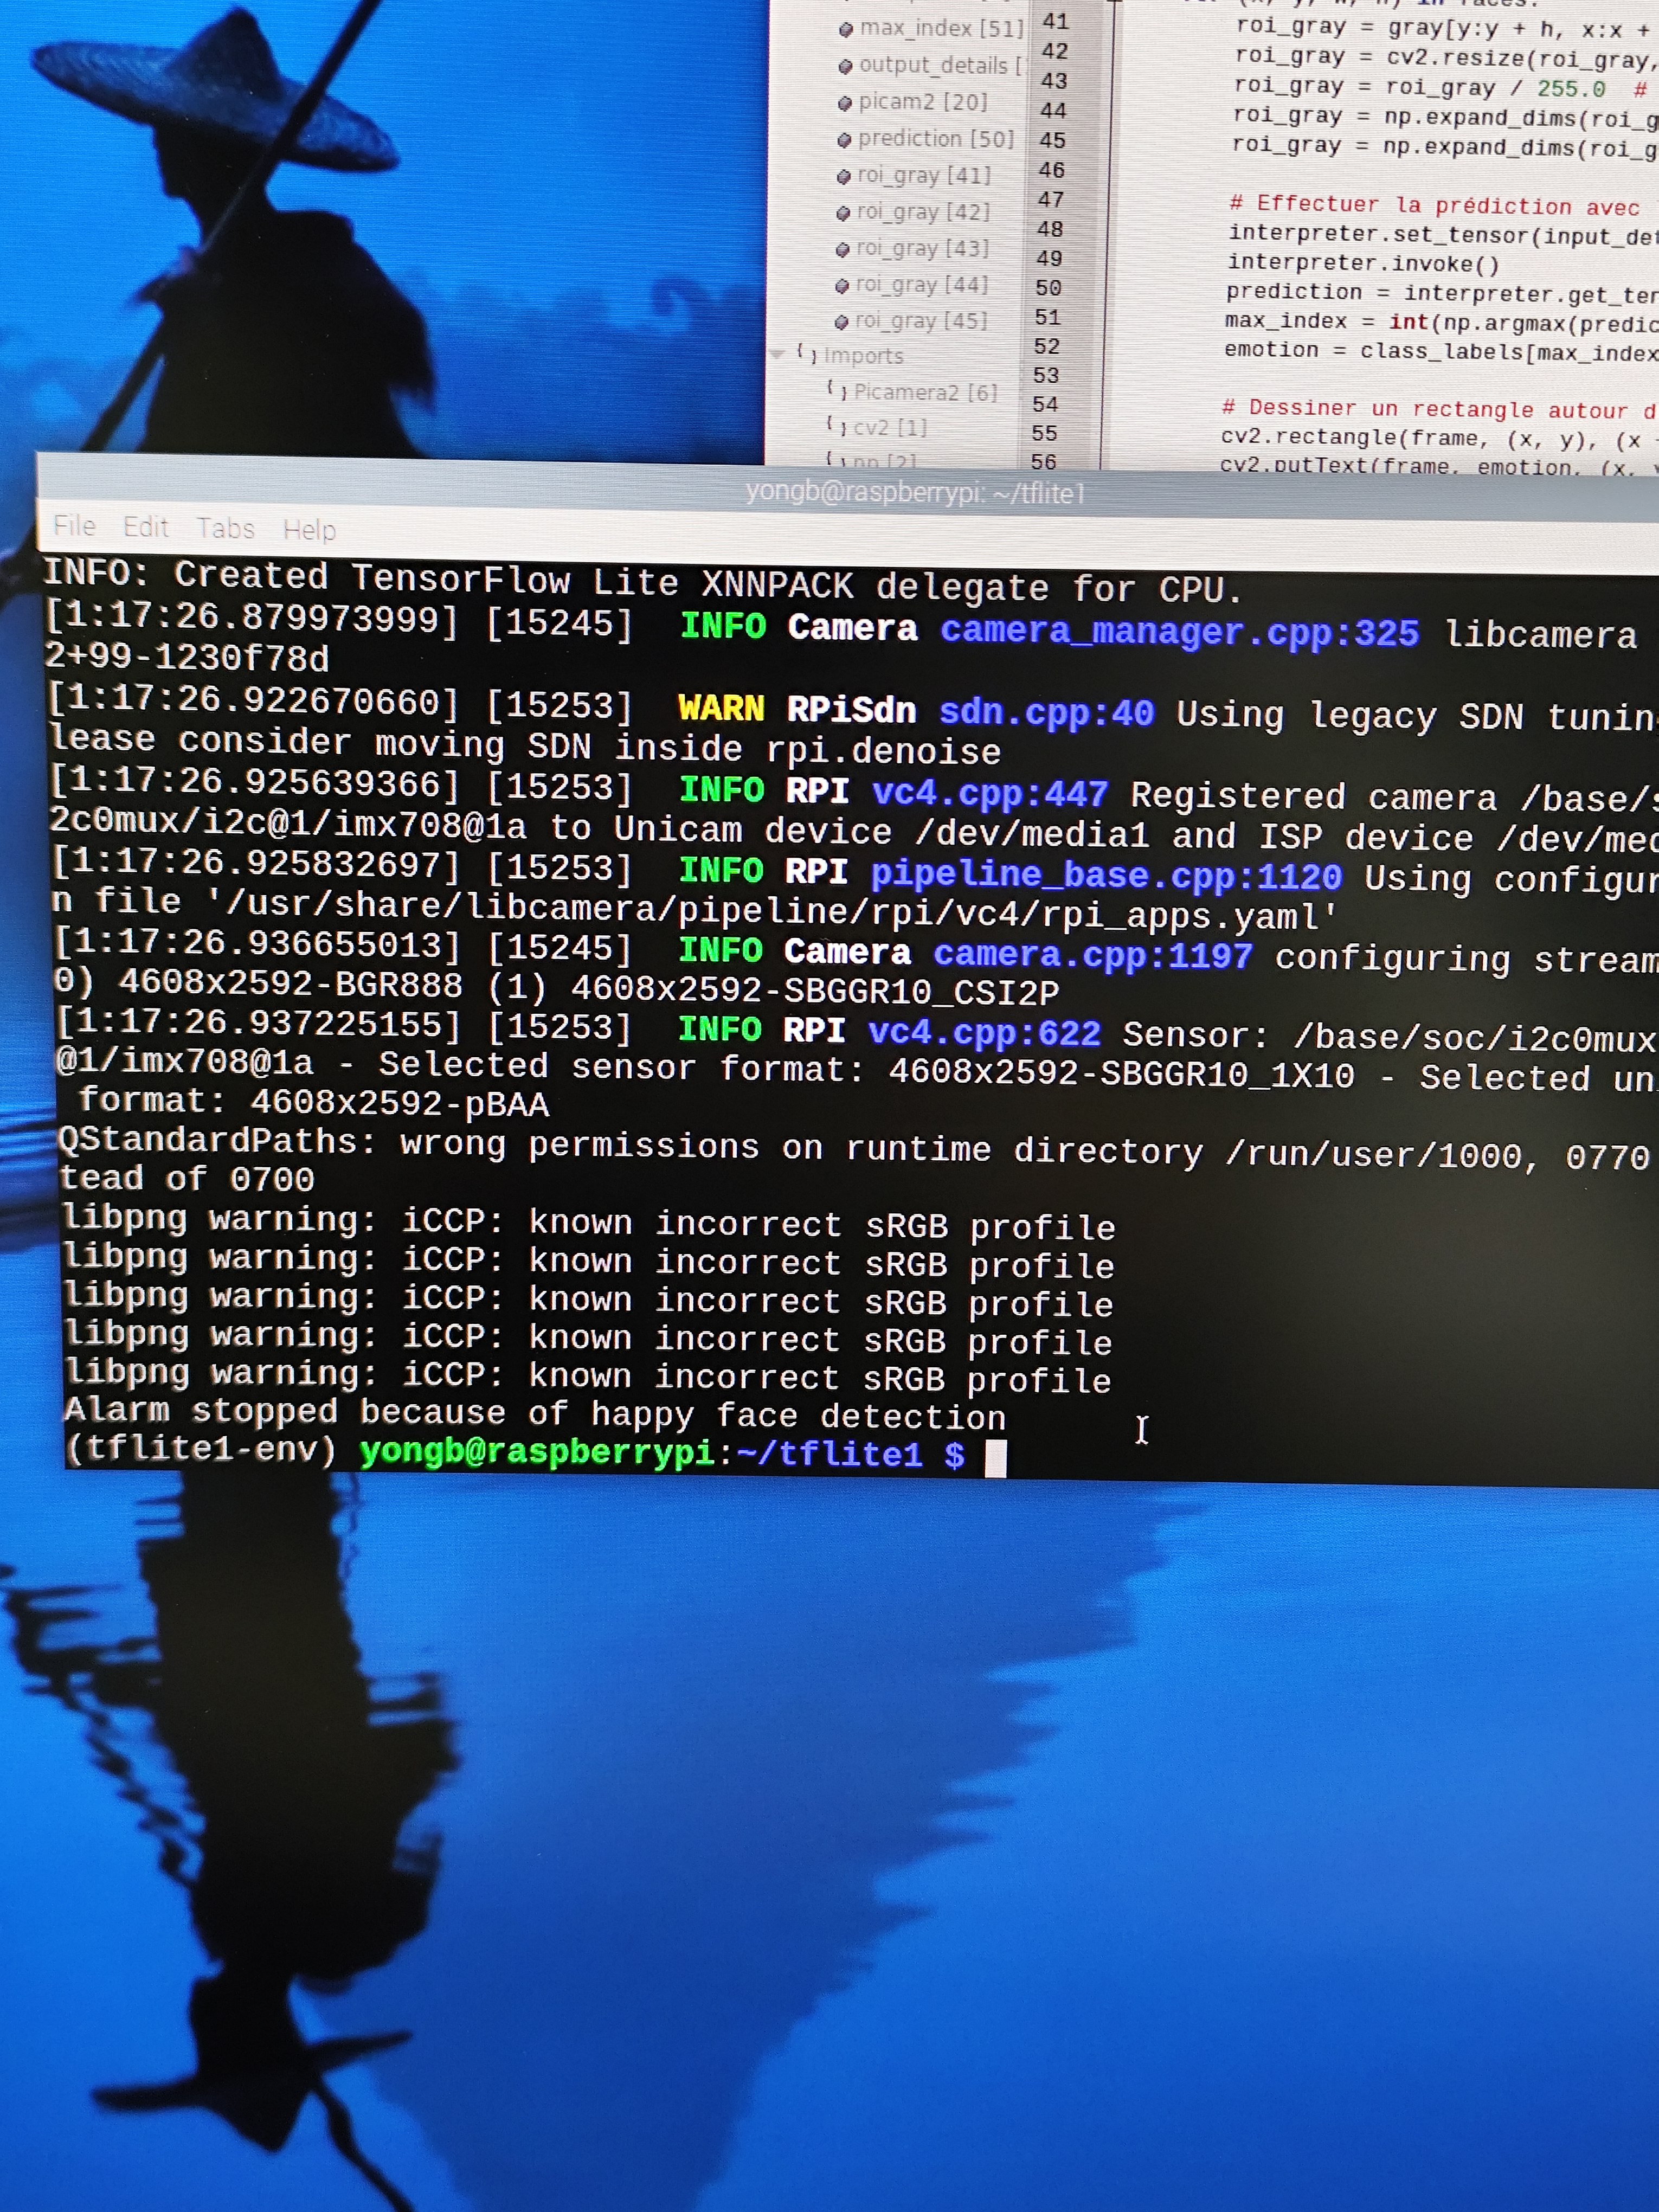 max_index [51]
output_details [
picam2 [20]
prediction [50]
roi_gray [41]
roi_gray [42]
roi_gray [43]
roi_gray [44]
roi_gray [45]
Imports
Picamera2 [6]
cv2 [1]
41
42 roi_gray = gray[y:y + h, x:x +
43 roi_gray = cv2.resize(roi_gray,
44 roi_gray = roi_gray / 255.0 #
45 roi_gray = np.expand_dims(roi_g
46 roi_gray = np.expand_dims(roi_g
47
48 # Effectuer la prédiction avec
49 interpreter.set_tensor(input_det
50 interpreter.invoke()
51 prediction = interpreter.get_ter
52 max_index = int(np.argmax(predic
53 emotion = class_labels[max_index
54
55 # Dessiner un rectangle autour d
56 cv2.rectangle(frame, (x, y), (x
cv2.putText(frame, emotion, (x,
yongb@raspberrypi: ~/tflite1
File Edit Tabs Help
INFO: Created TensorFlow Lite XNNPACK delegate for CPU.
[1:17:26.879973999] [15245] INFO Camera camera_manager.cpp:325 libcamera
2+99-1230f78d
[1:17:26.922670660] [15253] WARN RPiSdn sdn.cpp:40 Using legacy SDN tunin
lease consider moving SDN inside rpi.denoise
[1:17:26.925639366] [15253] INFO RPI vc4.cpp:447 Registered camera /base/s
2c0mux/i2c@1/imx708@1a to Unicam device /dev/media1 and ISP device /dev/med
[1:17:26.925832697] [15253] INFO RPI pipeline_base.cpp:1120 Using configur
n file '/usr/share/libcamera/pipeline/rpi/vc4/rpi_apps.yaml'
[1:17:26.936655013] [15245] INFO Camera camera.cpp:1197 configuring stream
0) 4608x2592-BGR888 (1) 4608x2592-SBGGR10_CSI2P
[1:17:26.937225155] [15253] INFO RPI vc4.cpp:622 Sensor: /base/soc/i2c0mux
@1/imx708@1a - Selected sensor format: 4608x2592-SBGGR10_1X10 - Selected un
format: 4608x2592-pBAA
QStandardPaths: wrong permissions on runtime directory /run/user/1000, 0770
tead of 0700
libpng warning: iCCP: known incorrect sRGB profile
libpng warning: iCCP: known incorrect sRGB profile
libpng warning: iCCP: known incorrect sRGB profile
libpng warning: iCCP: known incorrect sRGB profile
libpng warning: iCCP: known incorrect sRGB profile
Alarm stopped because of happy face detection
(tflite1-env) yongb@raspberrypi:~/tflite1 $